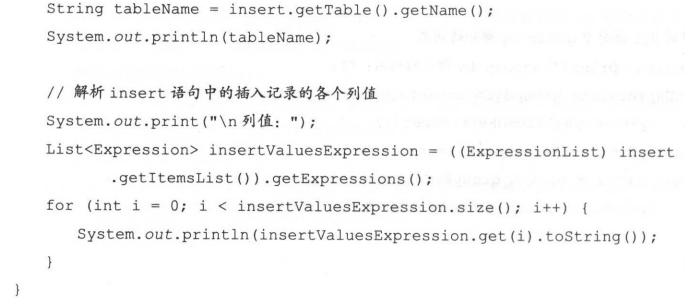 String tableName = insert.getTable().getName();
System.out.println(tableName);
// 解析 insert 语句中的插入记录的各个列值
System.out.print("\n 列值: ");
List<Expression> insertValuesExpression = ((ExpressionList) insert
.getItemsList()).getExpressions();
for (int i = 0; i < insertValuesExpression.size(); i++) {
System.out.println(insertValuesExpression.get(i).toString());
}
}